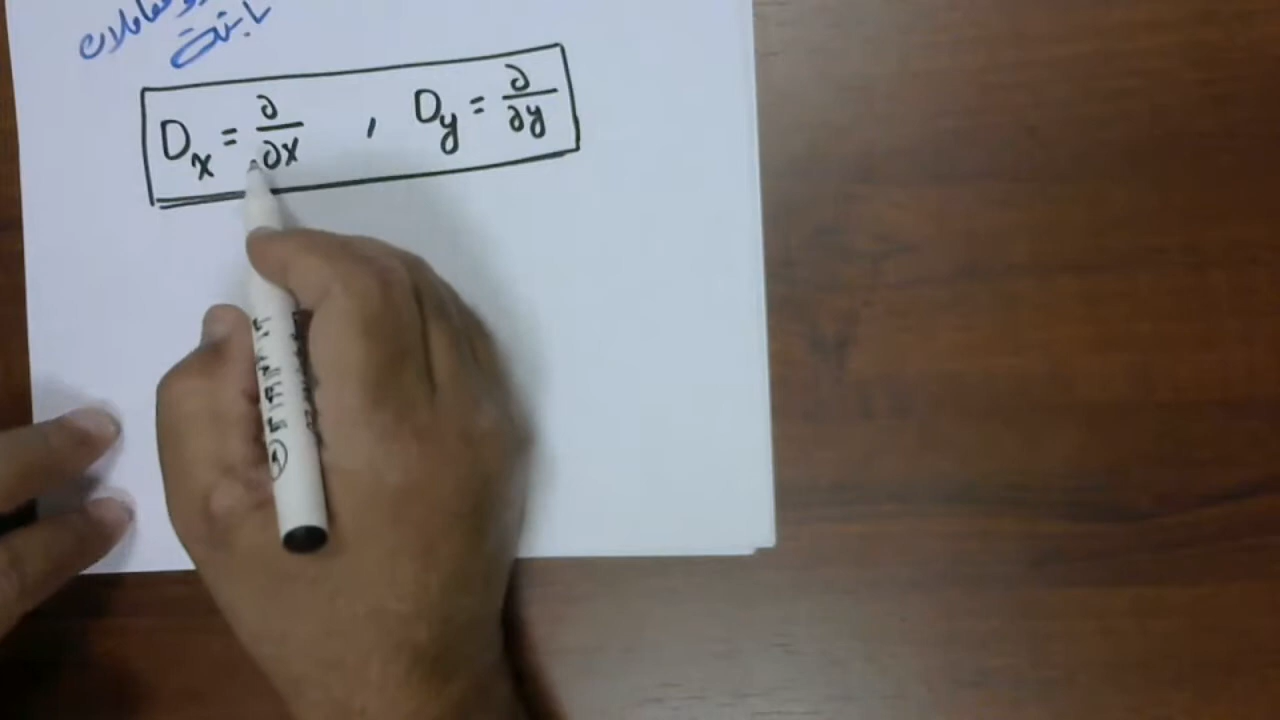 ثابتة
D_x = ∂/∂x , D_y = ∂/∂y